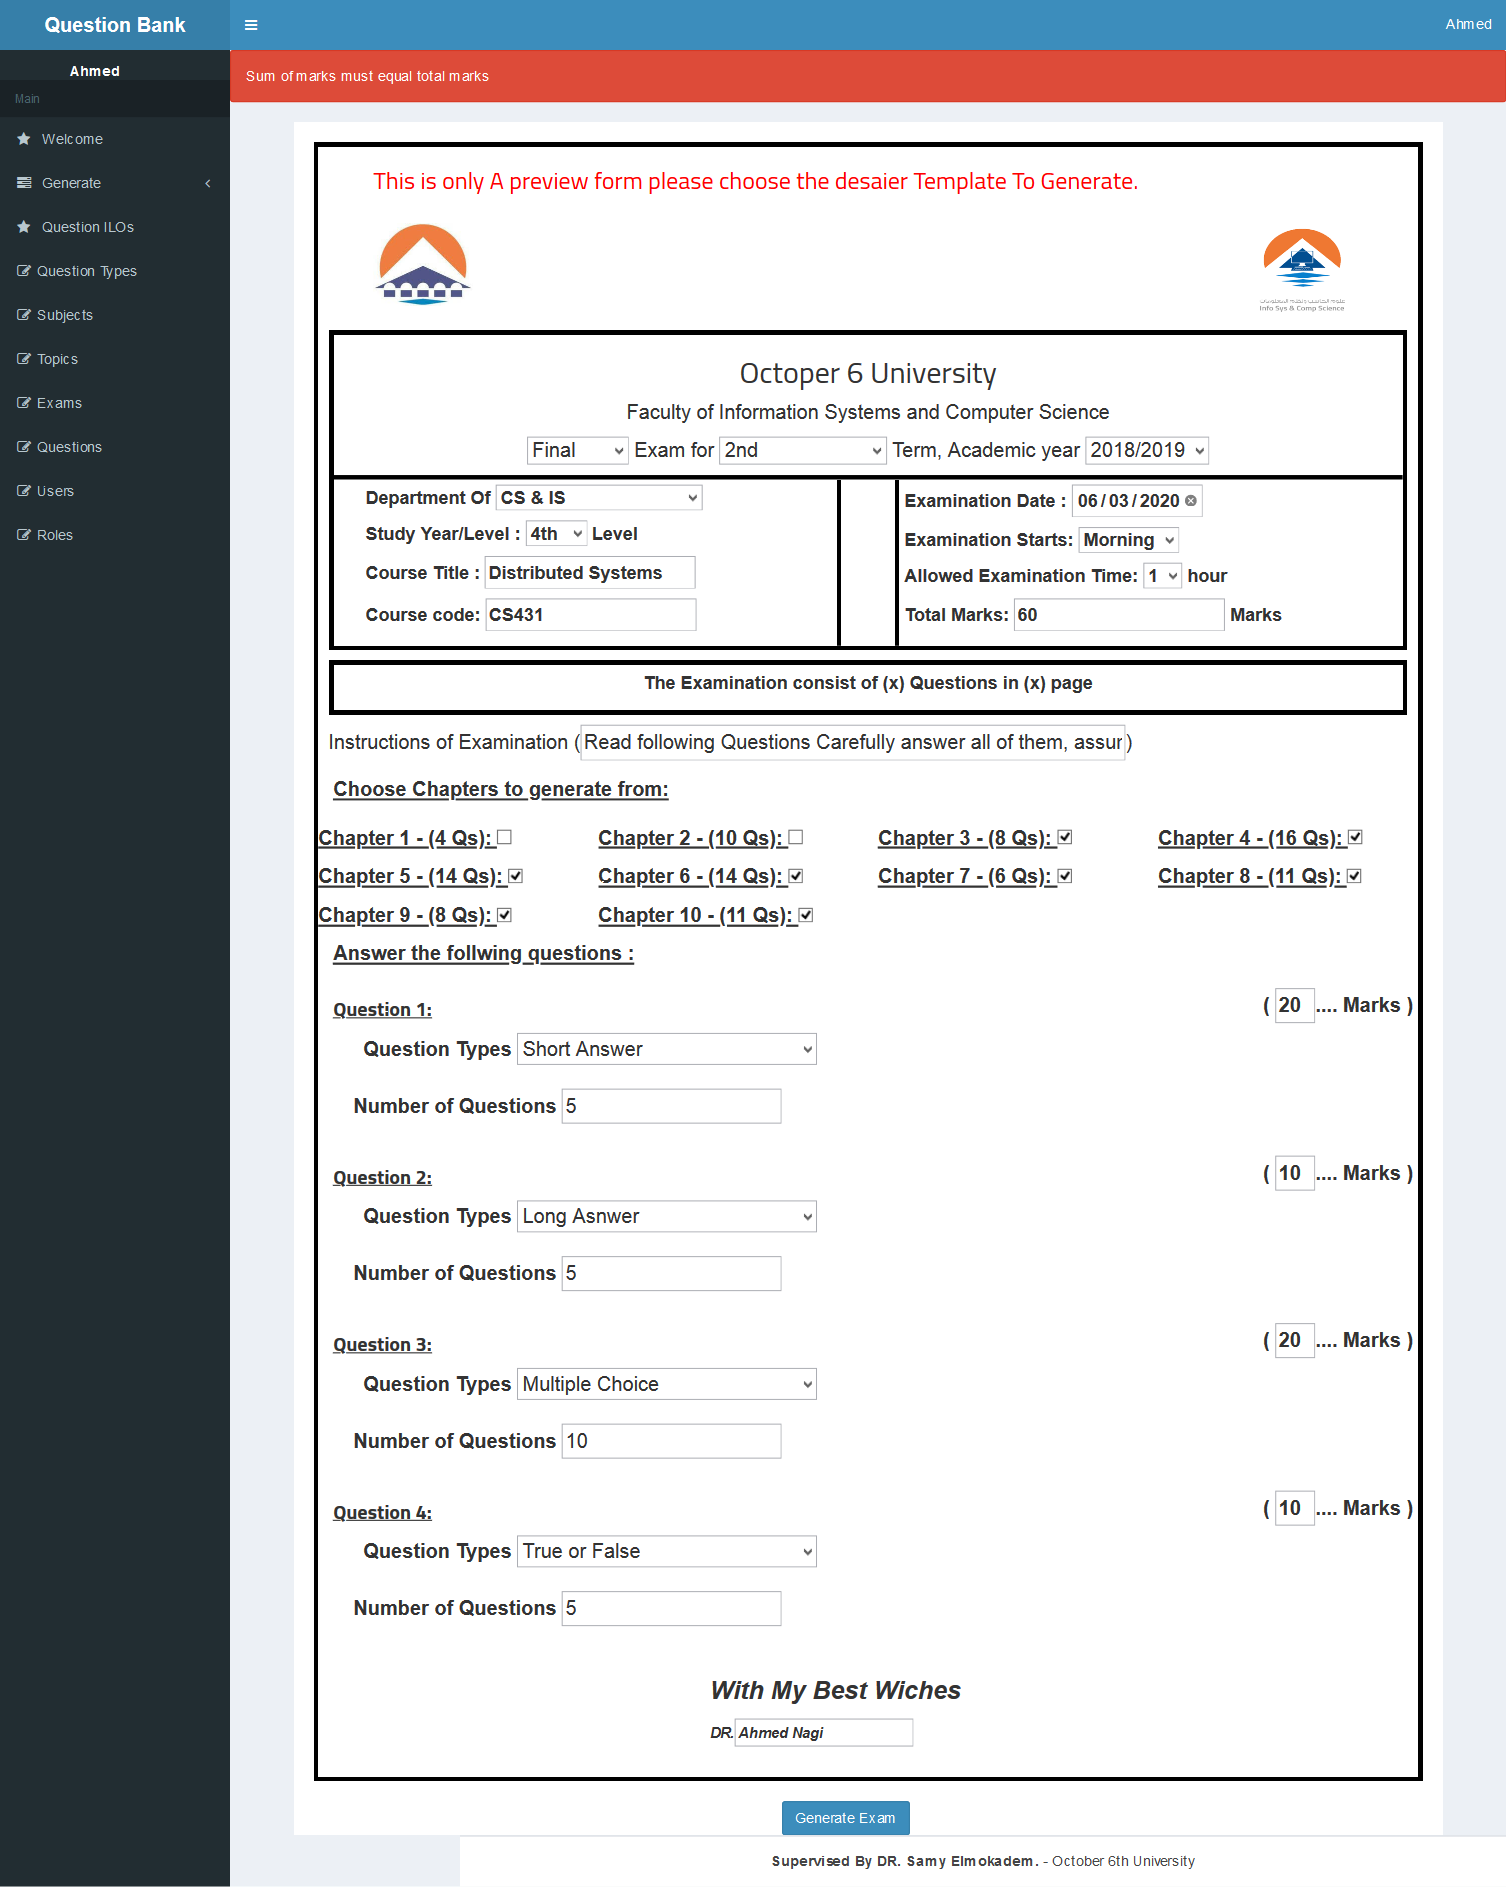 Question Bank
Ahmed
Ahmed
Sum of marks must equal total marks
Main
Welcome
Generate
Question ILOs
Question Types
Subjects
Topics
Exams
Questions
Users
Roles
This is only A preview form please choose the desaier Template To Generate.
Info Sys & Comp Science
Octoper 6 University
Faculty of Information Systems and Computer Science
Final Exam for 2nd Term, Academic year 2018/2019
Department Of CS & IS
Study Year/Level : 4th Level
Course Title : Distributed Systems
Course code: CS431
Examination Date : 06/03/2020
Examination Starts: Morning
Allowed Examination Time: 1 hour
Total Marks: 60 Marks
The Examination consist of (x) Questions in (x) page
Instructions of Examination (Read following Questions Carefully answer all of them, assur)
Choose Chapters to generate from:
Chapter 1 - (4 Qs): Chapter 2 - (10 Qs): Chapter 3 - (8 Qs): Chapter 4 - (16 Qs):
Chapter 5 - (14 Qs): Chapter 6 - (14 Qs): Chapter 7 - (6 Qs): Chapter 8 - (11 Qs):
Chapter 9 - (8 Qs): Chapter 10 - (11 Qs):
Answer the follwing questions :
Question 1: ( 20 .... Marks )
Question Types Short Answer
Number of Questions 5
Question 2: ( 10 .... Marks )
Question Types Long Asnwer
Number of Questions 5
Question 3: ( 20 .... Marks )
Question Types Multiple Choice
Number of Questions 10
Question 4: ( 10 .... Marks )
Question Types True or False
Number of Questions 5
With My Best Wiches
DR. Ahmed Nagi
Generate Exam
Supervised By DR. Samy Elmokadem. - October 6th University